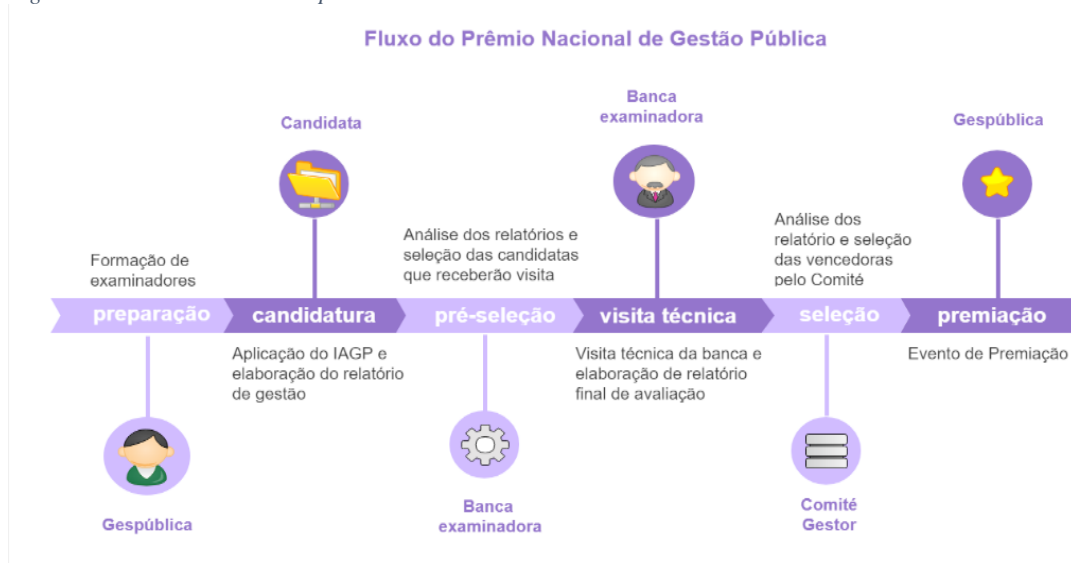 Fluxo do Prêmio Nacional de Gestão Pública
Banca
examinadora
Candidata
Gespública
Formação de
examinadores
Análise dos relatórios e
seleção das candidatas
que receberão visita
Análise dos
relatório e seleção
das vencedoras
pelo Comité
preparação
candidatura
pré-seleção
visita técnica
seleção
premiação
Aplicação do IAGP e
elaboração do relatório
de gestão
Visita técnica da banca e
elaboração de relatório
final de avaliação
Evento de Premiação
Gespública
Banca
examinadora
Comité
Gestor